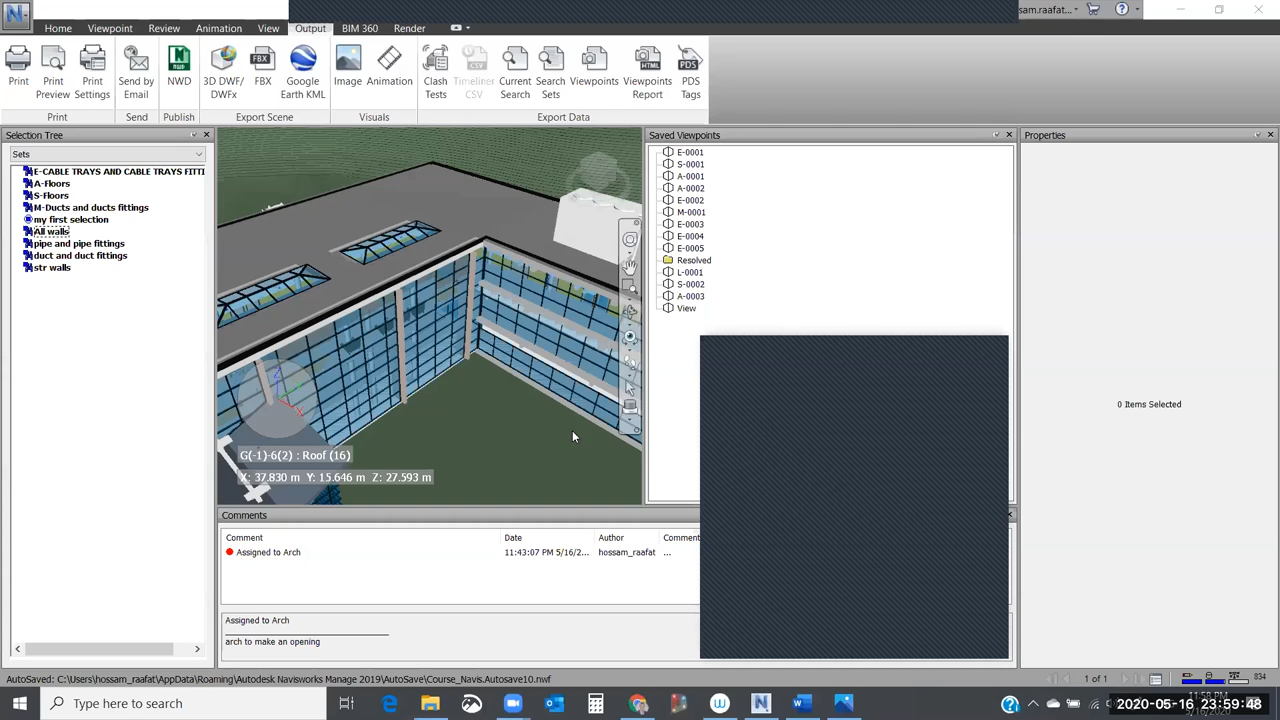 ssam.raafat...
Home Viewpoint Review Animation View Output BIM 360 Render
Print
Print Preview
Print Settings
Send by Email
NWD
3D DWF/ DWFx
FBX
Google Earth KML
Image
Animation
Clash Tests
Timeliner CSV
Current Search
Search Sets
Viewpoints
Viewpoints Report
PDS Tags
Print Send Publish Export Scene Visuals Export Data
Selection Tree
Sets
E-CABLE TRAYS AND CABLE TRAYS FITTI
A-Floors
S-Floors
M-Ducts and ducts fittings
my first selection
All walls
pipe and pipe fittings
duct and duct fittings
str walls
Z
X
G(-1)-6(2) : Roof (16)
X: 37.830 m Y: 15.646 m Z: 27.593 m
Saved Viewpoints
E-0001
S-0001
A-0001
A-0002
E-0002
M-0001
E-0003
E-0004
E-0005
Resolved
L-0001
S-0002
A-0003
View
Properties
0 Items Selected
Comments
Comment Date Author Commen
Assigned to Arch 11:43:07 PM 5/16/2... hossam_raafat ...
Assigned to Arch
arch to make an opening
AutoSaved: C:\Users\hossam_raafat\AppData\Roaming\Autodesk Navisworks Manage 2019\AutoSave\Course_Navis.Autosave10.nwf
1 of 1
834
Type here to search
11:58 PM
2020-05-16 23:59:48